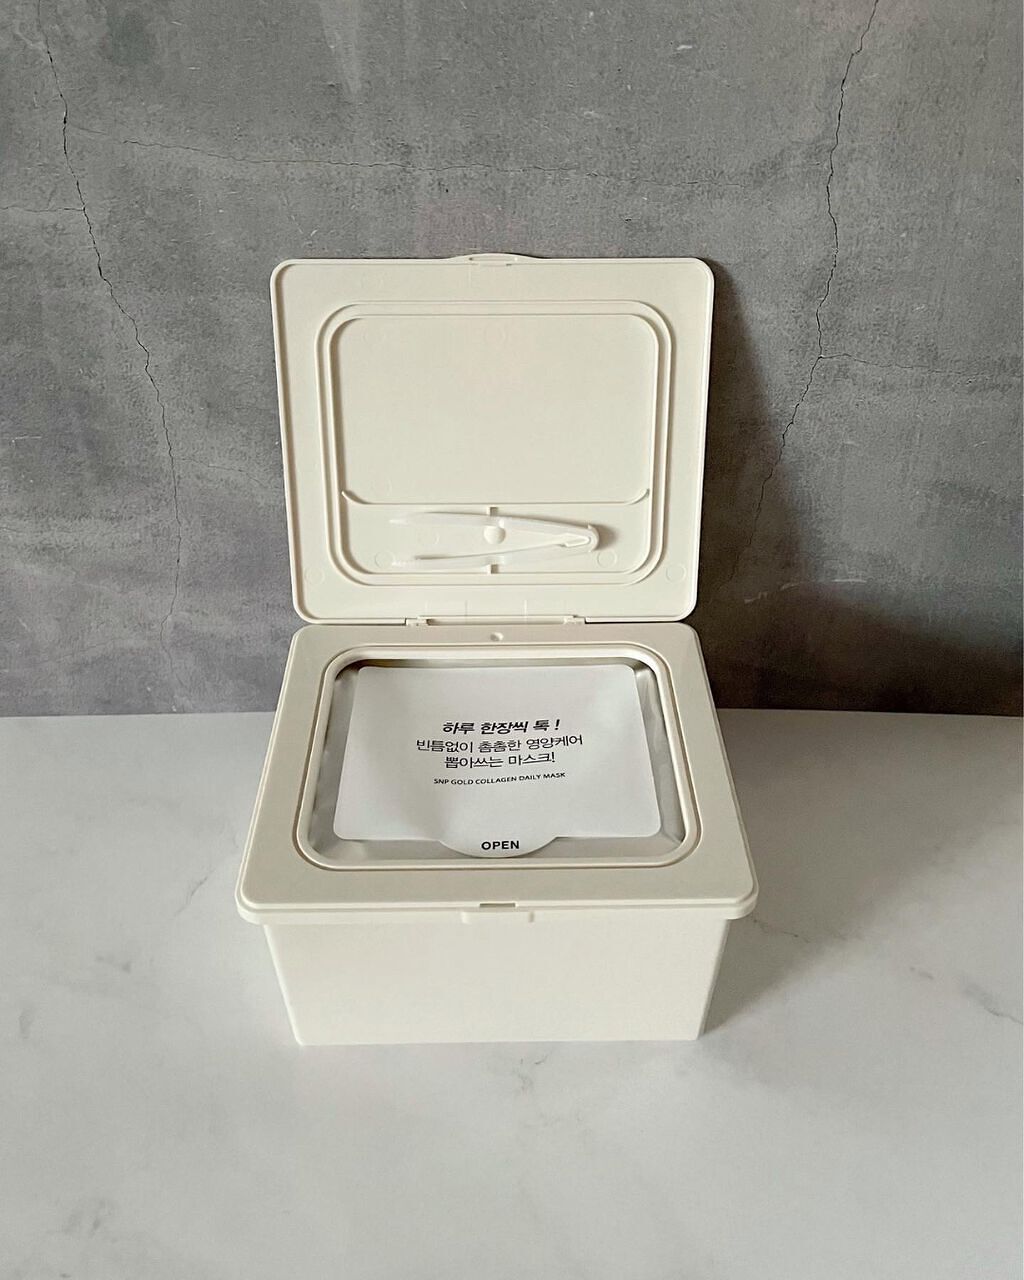 하루 한장씩 톡!
빈틈없이 촘촘한 영양케어
뽑아쓰는 마스크!
SNP GOLD COLLAGEN DAILY MASK
OPEN